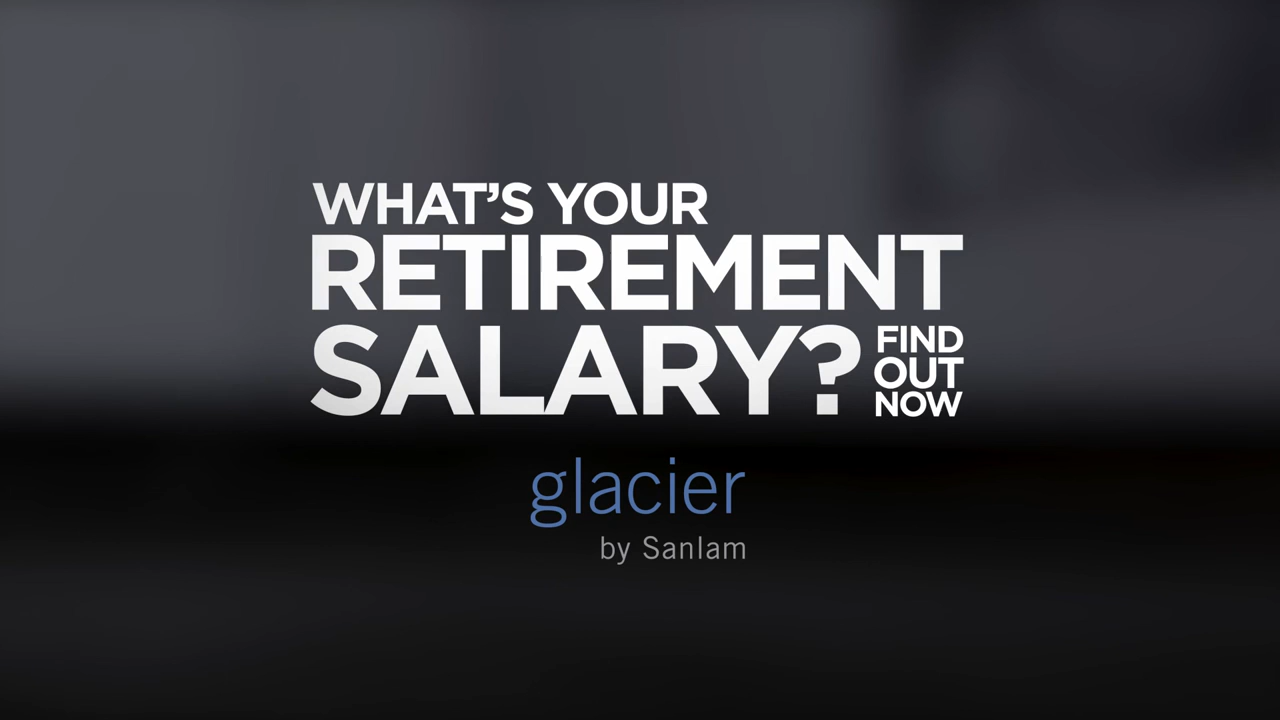 WHAT'S YOUR
RETIREMENT
SALARY?
FIND
OUT
NOW
glacier
by Sanlam